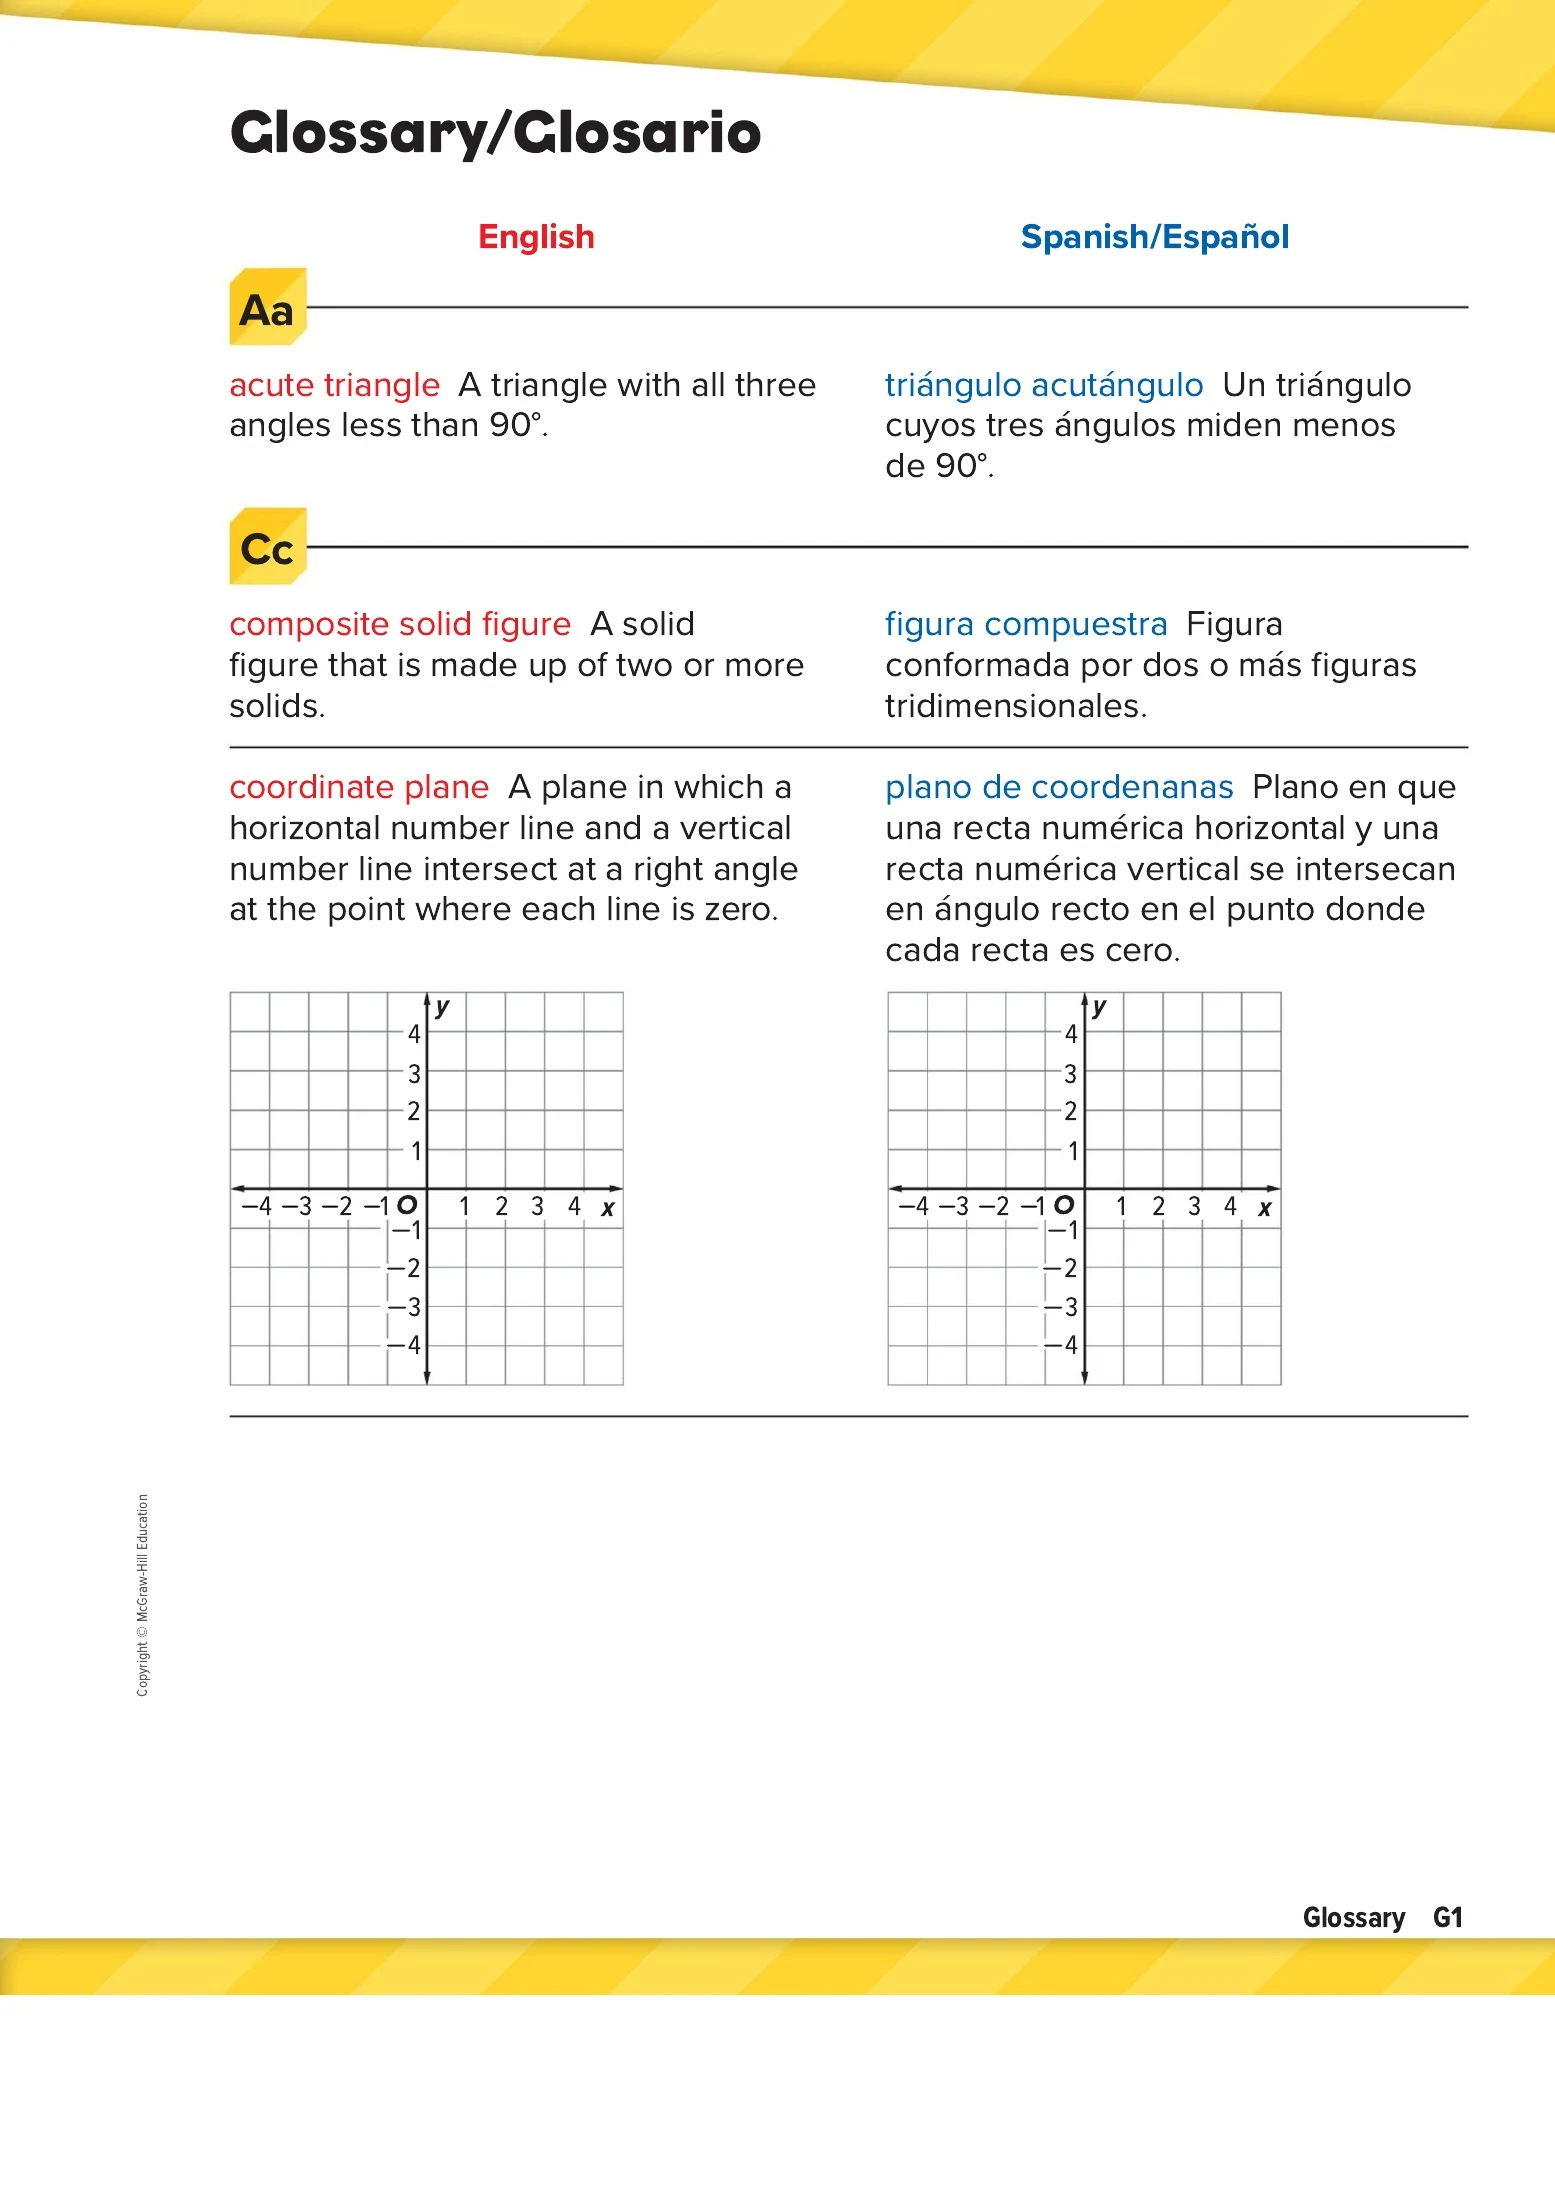 Glossary/Glosario
English
Spanish/Español
Aa
acute triangle A triangle with all three
angles less than 90°.
triángulo acutángulo Un triángulo
cuyos tres ángulos miden menos
de 90°.
Cc
composite solid figure A solid
figure that is made up of two or more
solids.
figura compuestra Figura
conformada por dos o más figuras
tridimensionales.
coordinate plane A plane in which a
horizontal number line and a vertical
number line intersect at a right angle
at the point where each line is zero.
plano de coordenanas Plano en que
una recta numérica horizontal y una
recta numérica vertical se intersecan
en ángulo recto en el punto donde
cada recta es cero.
y
4
3
2
1
−4 −3 −2 −1 O 1 2 3 4 x
−1
−2
−3
−4
y
4
3
2
1
−4 −3 −2 −1 O 1 2 3 4 x
−1
−2
−3
−4
Copyright © McGraw-Hill Education
Glossary G1